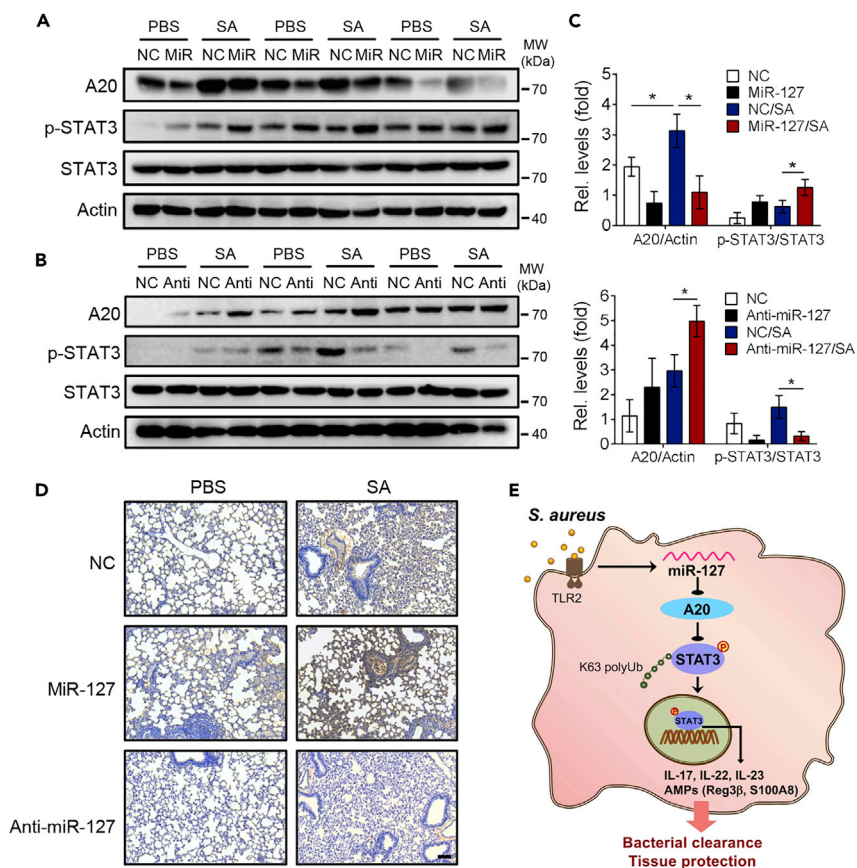 A
PBS SA PBS SA PBS SA
NC MiR NC MiR NC MiR NC MiR NC MiR NC MiR
MW
(kDa)
A20
70
p-STAT3
70
STAT3
70
Actin
40
B
PBS SA PBS SA PBS SA
NC Anti NC Anti NC Anti NC Anti NC Anti NC Anti
MW
(kDa)
A20
70
p-STAT3
70
STAT3
70
Actin
40
C
Rel. levels (fold)
5
4
3
2
1
0
NC
MiR-127
NC/SA
MiR-127/SA
* * *
A20/Actin p-STAT3/STAT3
Rel. levels (fold)
6
5
4
3
2
1
0
NC
Anti-miR-127
NC/SA
Anti-miR-127/SA
* *
A20/Actin p-STAT3/STAT3
D
PBS SA
NC
MiR-127
Anti-miR-127
E
S. aureus
TLR2
miR-127
A20
P
STAT3
K63 polyUb
P
STAT3
IL-17, IL-22, IL-23
AMPs (Reg3β, S100A8)
Bacterial clearance
Tissue protection